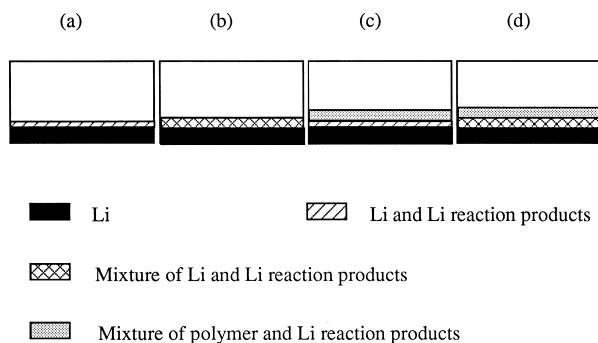 (a) (b) (c) (d)
Li
Li and Li reaction products
Mixture of Li and Li reaction products
Mixture of polymer and Li reaction products